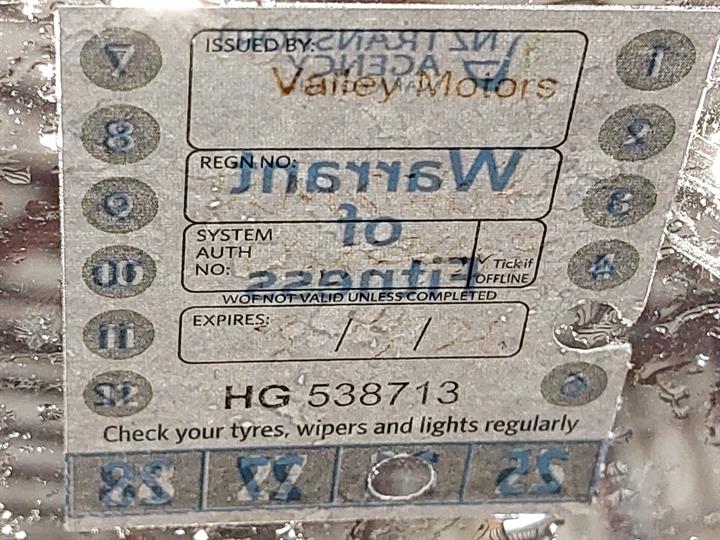 7
ISSUED BY:
NZ TRANSPORT
AGENCY
Valley Motors
1
8
2
REGN NO:
Warrant
9
3
of
SYSTEM
AUTH
NO:
Fitness
✓ Tick if
OFFLINE
10
4
WOF NOT VALID UNLESS COMPLETED
EXPIRES: / /
11
12
HG 538713
6
Check your tyres, wipers and lights regularly
28 27 25